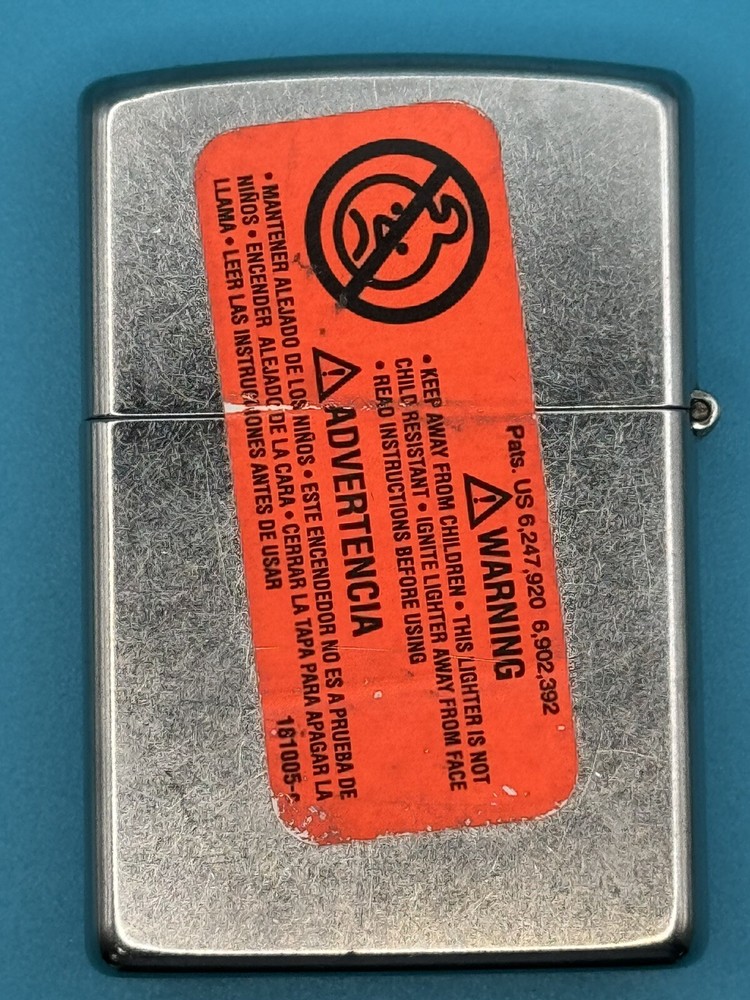 Pats. US 6,247,920 6,902,392
WARNING
• KEEP AWAY FROM CHILDREN • THIS LIGHTER IS NOT
CHILD RESISTANT • IGNITE LIGHTER AWAY FROM FACE
• READ INSTRUCTIONS BEFORE USING
ADVERTENCIA
• MANTENER ALEJADO DE LOS NIÑOS • ESTE ENCENDEDOR NO ES A PRUEBA DE
NIÑOS • ENCENDER ALEJADO DE LA CARA • CERRAR LA TAPA PARA APAGAR LA
LLAMA • LEER LAS INSTRUCCIONES ANTES DE USAR
181005-